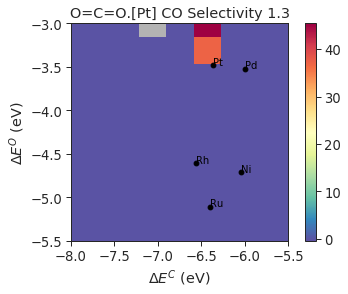 O=C=O.[Pt] CO Selectivity 1.3
−3.0
−3.5
−4.0
−4.5
−5.0
−5.5
ΔE^O (eV)
Pt
Pd
Rh
Ni
Ru
−8.0 −7.5 −7.0 −6.5 −6.0 −5.5
ΔE^C (eV)
40
30
20
10
0